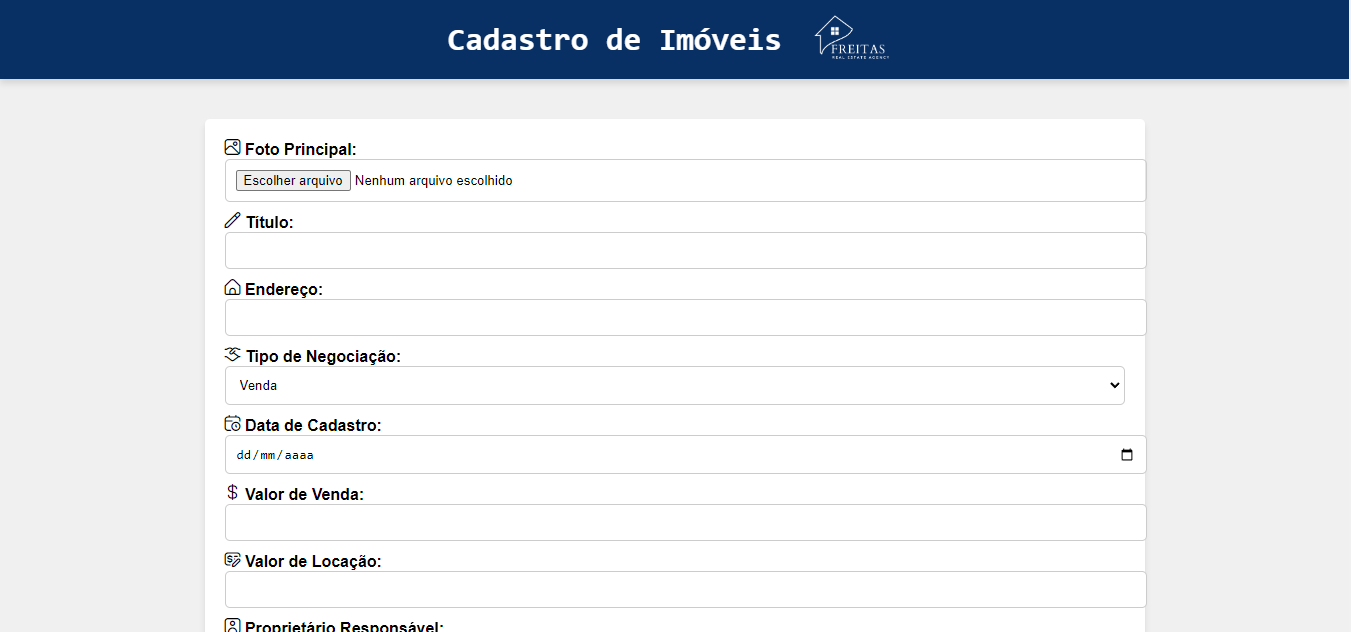 Cadastro de Imóveis
FREITAS
REAL ESTATE AGENCY
Foto Principal:
Escolher arquivo Nenhum arquivo escolhido
Título:
Endereço:
Tipo de Negociação:
Venda
Data de Cadastro:
dd/mm/aaaa
Valor de Venda:
Valor de Locação:
Proprietário Responsável: